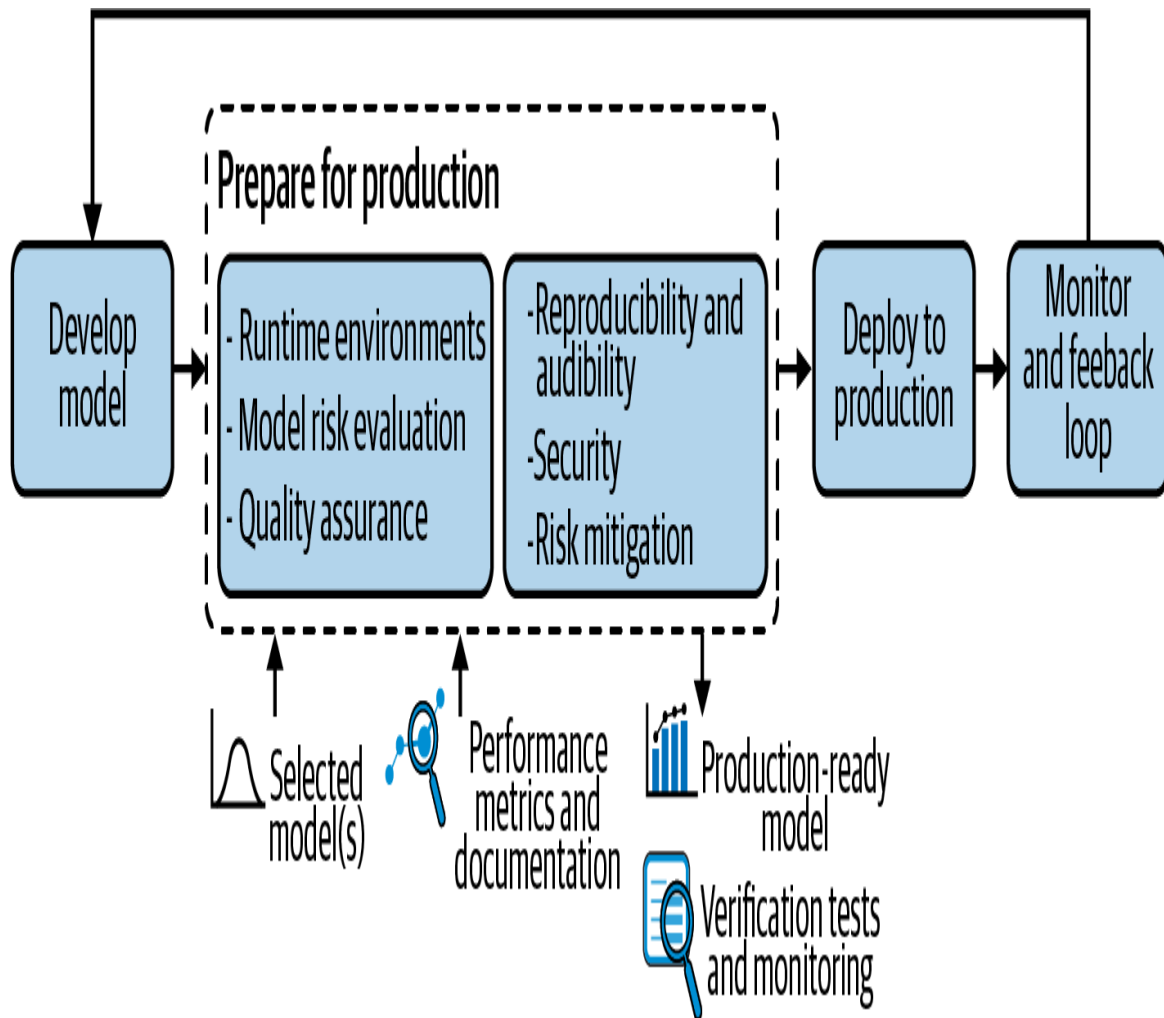 Prepare for production
Develop
model
- Runtime environments
- Model risk evaluation
- Quality assurance
-Reproducibility and
audibility
-Security
-Risk mitigation
Deploy to
production
Monitor
and feeback
loop
Selected
model(s)
Performance
metrics and
documentation
Production-ready
model
Verification tests
and monitoring